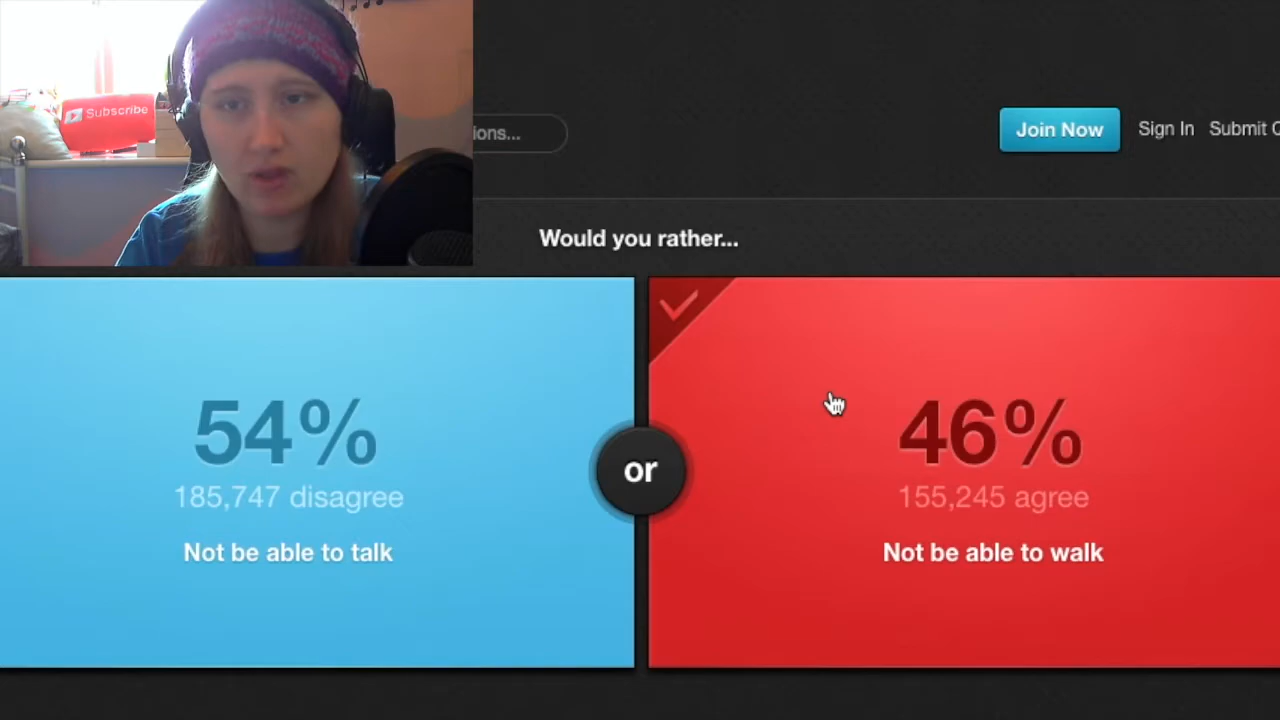 Subscribe
ions...
Join Now
Sign In
Submit
Would you rather...
54%
185,747 disagree
Not be able to talk
or
46%
155,245 agree
Not be able to walk